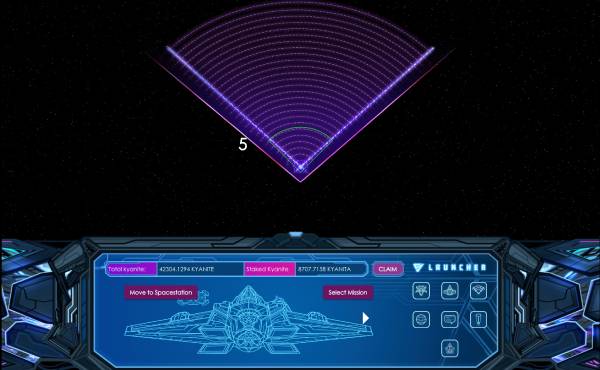 5
Total kyanite: 42304.1294 KYANITE Staked Kyanite 8707.7158 KYANITA CLAIM LAUNCHER
Move to Spacestation Select Mission